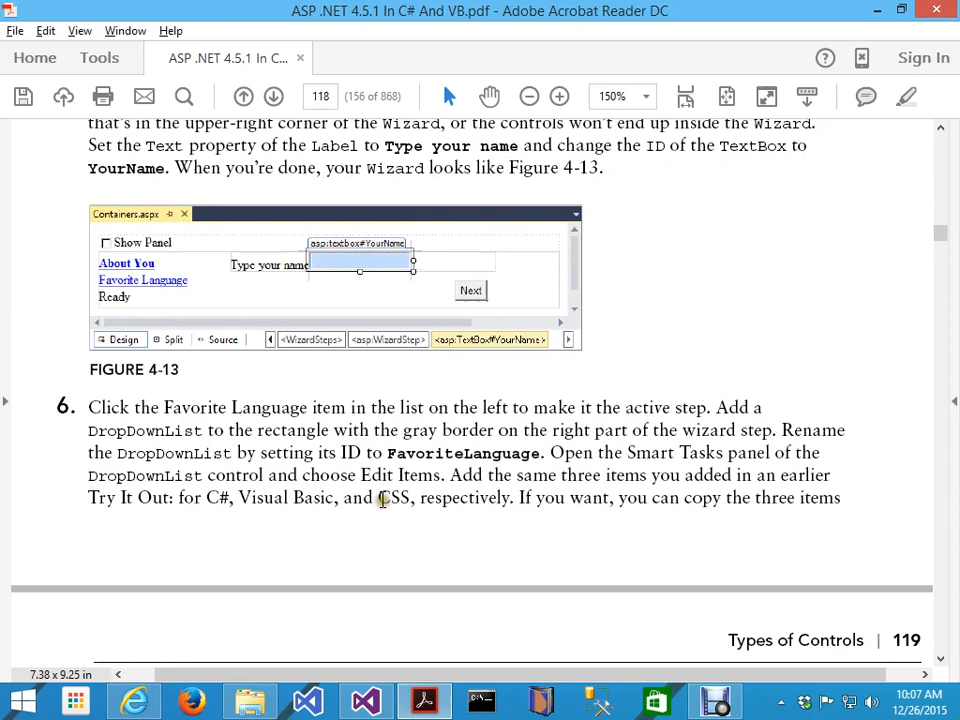 ASP .NET 4.5.1 In C# And VB.pdf - Adobe Acrobat Reader DC
File Edit View Window Help
Home Tools ASP .NET 4.5.1 In C... × Sign In
118 (156 of 868) 150%
that's in the upper-right corner of the Wizard, or the controls won't end up inside the Wizard.
Set the Text property of the Label to Type your name and change the ID of the TextBox to
YourName. When you're done, your Wizard looks like Figure 4-13.
Containers.aspx
Show Panel asp:textbox#YourName
About You Type your name
Favorite Language
Next
Ready
Design Split Source <WizardSteps> <asp:WizardStep> <asp:TextBox#YourName>
FIGURE 4-13
6. Click the Favorite Language item in the list on the left to make it the active step. Add a
DropDownList to the rectangle with the gray border on the right part of the wizard step. Rename
the DropDownList by setting its ID to FavoriteLanguage. Open the Smart Tasks panel of the
DropDownList control and choose Edit Items. Add the same three items you added in an earlier
Try It Out: for C#, Visual Basic, and CSS, respectively. If you want, you can copy the three items
Types of Controls | 119
7.38 x 9.25 in
10:07 AM
12/26/2015